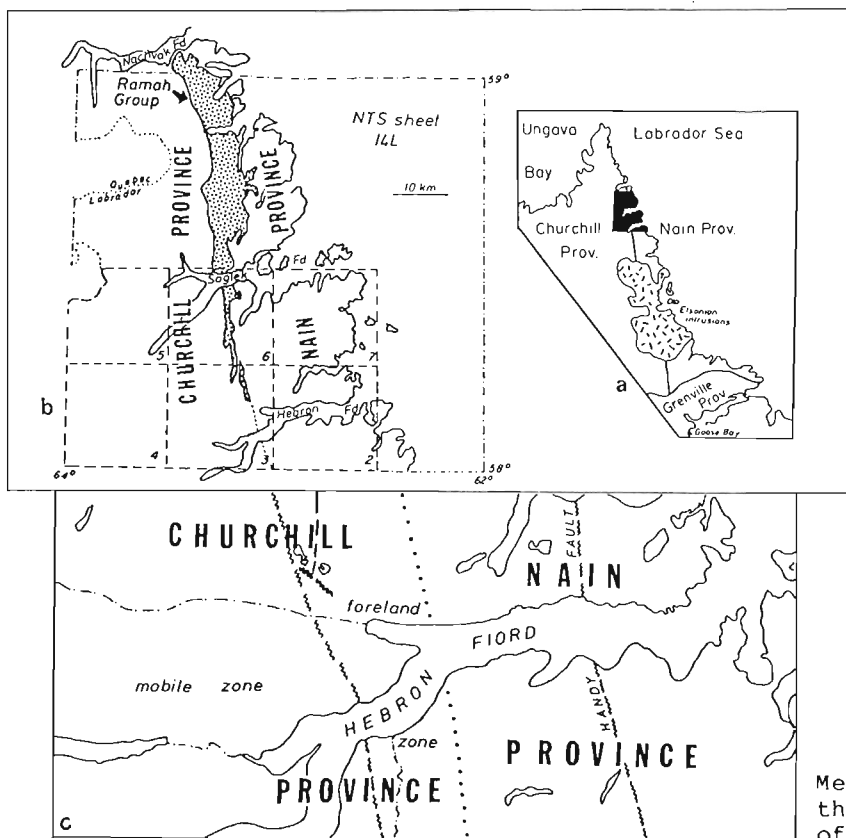 Nachvak Fd
Ramah
Group
59°
NTS sheet
14L
10 km
PROVINCE
PROVINCE
Quebec
Labrador
Saglek
Fd
CHURCHILL
NAIN
5
6
7
b
Hebron
Fd
4
3
2
64°
58°
62°
Ungava
Bay
Labrador Sea
Churchill
Prov.
Nain Prov.
Elsonian
intrusions
a
Grenville
Prov.
Goose Bay
CHURCHILL
FAULT
NAIN
foreland
FIORD
mobile zone
HEBRON
zone
HANDY
PROVINCE
PROVINCE
c
Me
th
of